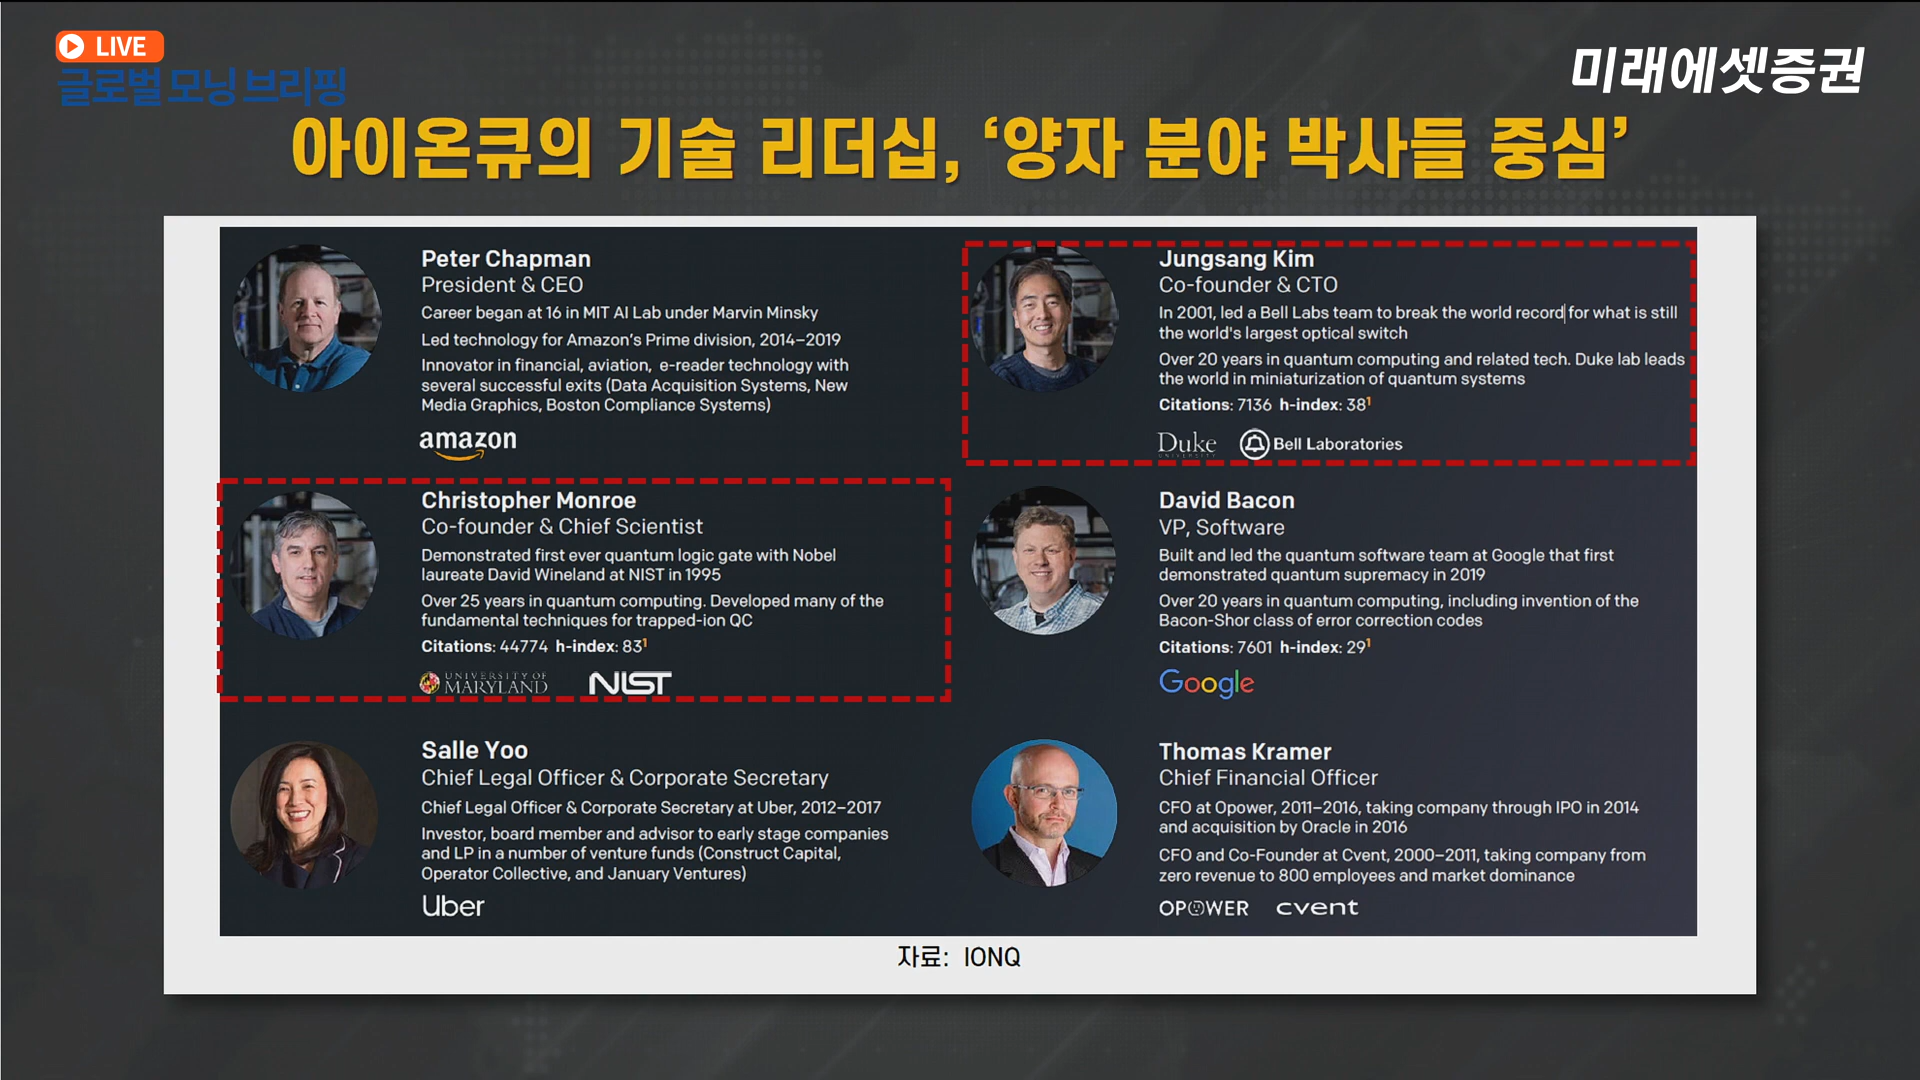 LIVE
글로벌 모닝 브리핑
미래에셋증권
아이온큐의 기술 리더십, ‘양자 분야 박사들 중심’
Peter Chapman
President & CEO
Career began at 16 in MIT AI Lab under Marvin Minsky
Led technology for Amazon’s Prime division, 2014–2019
Innovator in financial, aviation, e-reader technology with
several successful exits (Data Acquisition Systems, New
Media Graphics, Boston Compliance Systems)
amazon
Jungsang Kim
Co-founder & CTO
In 2001, led a Bell Labs team to break the world record for what is still
the world's largest optical switch
Over 20 years in quantum computing and related tech. Duke lab leads
the world in miniaturization of quantum systems
Citations: 7136 h-index: 38¹
Duke
UNIVERSITY
Bell Laboratories
Christopher Monroe
Co-founder & Chief Scientist
Demonstrated first ever quantum logic gate with Nobel
laureate David Wineland at NIST in 1995
Over 25 years in quantum computing. Developed many of the
fundamental techniques for trapped-ion QC
Citations: 44774 h-index: 83¹
UNIVERSITY OF
MARYLAND
NIST
David Bacon
VP, Software
Built and led the quantum software team at Google that first
demonstrated quantum supremacy in 2019
Over 20 years in quantum computing, including invention of the
Bacon-Shor class of error correction codes
Citations: 7601 h-index: 29¹
Google
Salle Yoo
Chief Legal Officer & Corporate Secretary
Chief Legal Officer & Corporate Secretary at Uber, 2012–2017
Investor, board member and advisor to early stage companies
and LP in a number of venture funds (Construct Capital,
Operator Collective, and January Ventures)
Uber
Thomas Kramer
Chief Financial Officer
CFO at Opower, 2011–2016, taking company through IPO in 2014
and acquisition by Oracle in 2016
CFO and Co-Founder at Cvent, 2000–2011, taking company from
zero revenue to 800 employees and market dominance
OPOWER
cvent
자료: IONQ